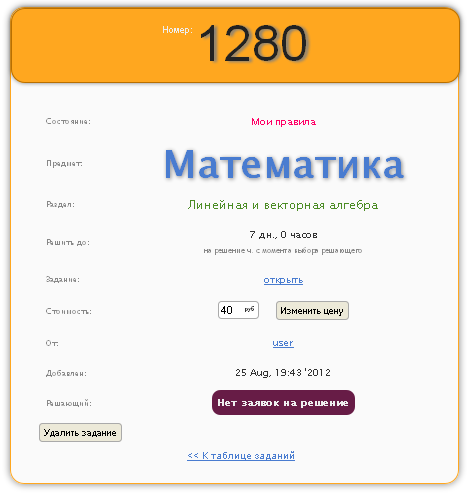 Номер: 1280
Состояние: Мои правила
Предмет: Математика
Раздел: Линейная и векторная алгебра
Решить до: 7 дн., 0 часов
на решение ч. с момента выбора решающего
Задание: открыть
Стоимость: 40 руб Изменить цену
От: user
Добавлен: 25 Aug, 19:43 '2012
Решающий: Нет заявок на решение
Удалить задание
<< К таблице заданий